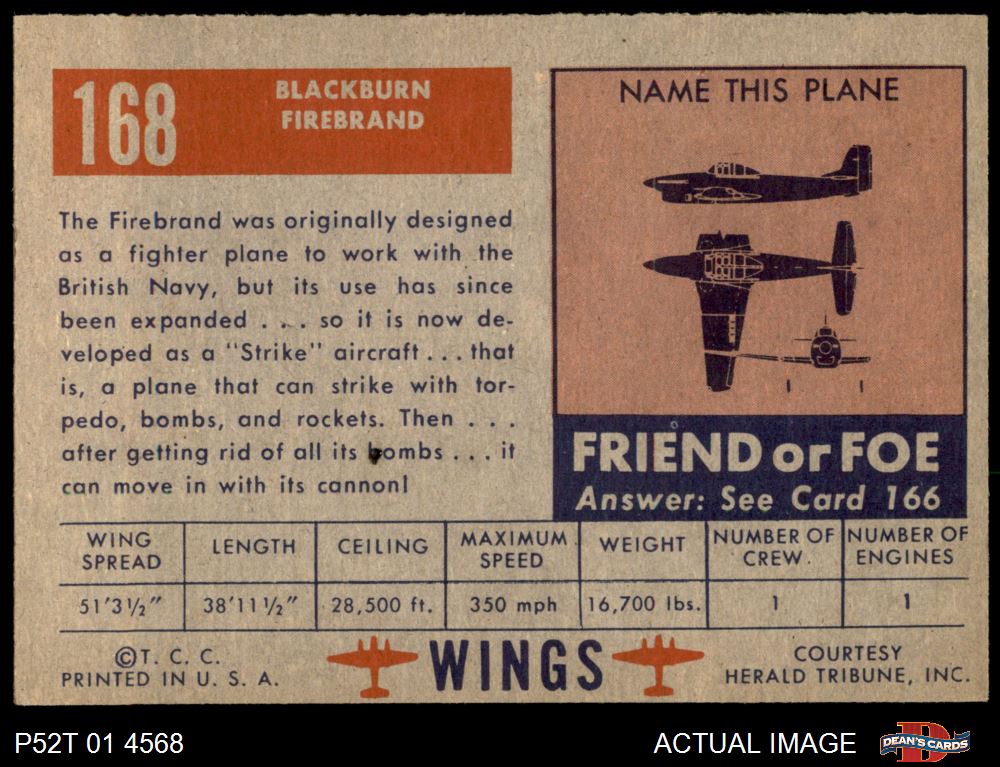 168
BLACKBURN
FIREBRAND
The Firebrand was originally designed
as a fighter plane to work with the
British Navy, but its use has since
been expanded . . . so it is now de-
veloped as a "Strike" aircraft . . . that
is, a plane that can strike with tor-
pedo, bombs, and rockets. Then . . .
after getting rid of all its bombs . . . it
can move in with its cannon!
NAME THIS PLANE
FRIEND or FOE
Answer: See Card 166
WING SPREAD LENGTH CEILING MAXIMUM SPEED WEIGHT NUMBER OF CREW NUMBER OF ENGINES
51'3½" 38'11½" 28,500 ft. 350 mph 16,700 lbs. 1 1
©T. C. C.
PRINTED IN U. S. A.
WINGS
COURTESY
HERALD TRIBUNE, INC.
P52T 01 4568
ACTUAL IMAGE
D
DEAN'S CARDS